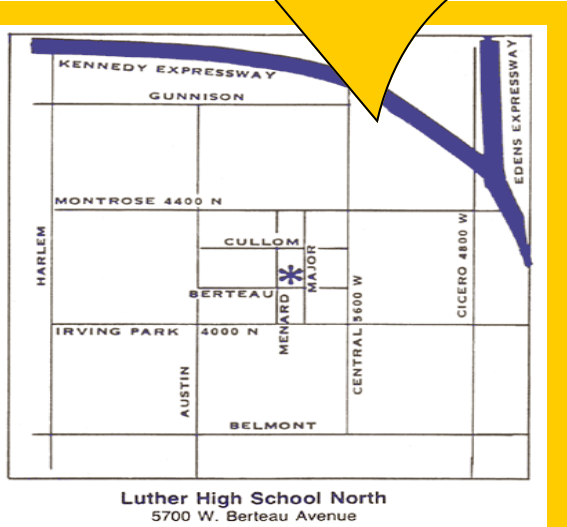 KENNEDY EXPRESSWAY
EDENS EXPRESSWAY
GUNNISON
MONTROSE 4400 N
HARLEM
CULLOM
MAJOR
CICERO 4800 W
BERTEAU
MENARD
CENTRAL 5600 W
IRVING PARK 4000 N
AUSTIN
BELMONT
Luther High School North
5700 W. Berteau Avenue